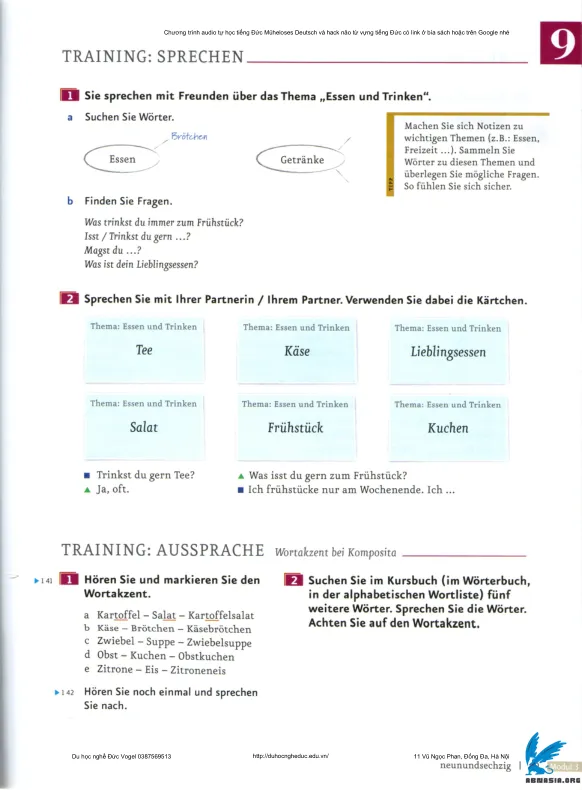 Chương trình audio tự học tiếng Đức Müheloses Deutsch và hack não từ vựng tiếng Đức có link ở bìa sách hoặc trên Google nhé
9
TRAINING: SPRECHEN
1 Sie sprechen mit Freunden über das Thema „Essen und Trinken“.
a Suchen Sie Wörter.
Brötchen
Essen
Getränke
Machen Sie sich Notizen zu
wichtigen Themen (z.B.: Essen,
Freizeit ...). Sammeln Sie
Wörter zu diesen Themen und
überlegen Sie mögliche Fragen.
So fühlen Sie sich sicher.
TIPP
b Finden Sie Fragen.
Was trinkst du immer zum Frühstück?
Isst / Trinkst du gern ...?
Magst du ...?
Was ist dein Lieblingsessen?
2 Sprechen Sie mit Ihrer Partnerin / Ihrem Partner. Verwenden Sie dabei die Kärtchen.
Thema: Essen und Trinken
Tee
Thema: Essen und Trinken
Käse
Thema: Essen und Trinken
Lieblingsessen
Thema: Essen und Trinken
Salat
Thema: Essen und Trinken
Frühstück
Thema: Essen und Trinken
Kuchen
■ Trinkst du gern Tee?
▲ Ja, oft.
▲ Was isst du gern zum Frühstück?
■ Ich frühstücke nur am Wochenende. Ich ...
TRAINING: AUSSPRACHE Wortakzent bei Komposita
▶ 1 41 1 Hören Sie und markieren Sie den
Wortakzent.
a Kartoffel – Salat – Kartoffelsalat
b Käse – Brötchen – Käsebrötchen
c Zwiebel – Suppe – Zwiebelsuppe
d Obst – Kuchen – Obstkuchen
e Zitrone – Eis – Zitroneneis
▶ 1 42 Hören Sie noch einmal und sprechen
Sie nach.
2 Suchen Sie im Kursbuch (im Wörterbuch,
in der alphabetischen Wortliste) fünf
weitere Wörter. Sprechen Sie die Wörter.
Achten Sie auf den Wortakzent.
Du học nghề Đức Vogel 0387569513
http://duhocngheduc.edu.vn/
11 Vũ Ngọc Phan, Đống Đa, Hà Nội
neunundsechzig
Modul 3